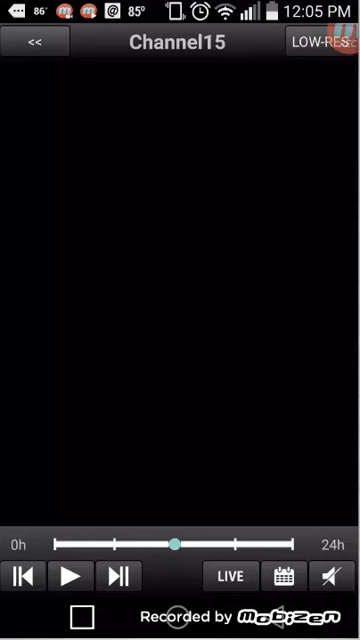 86° @ 85° 12:05 PM
<< Channel15 LOW-RES
0h 24h
LIVE
Recorded by Mobizen